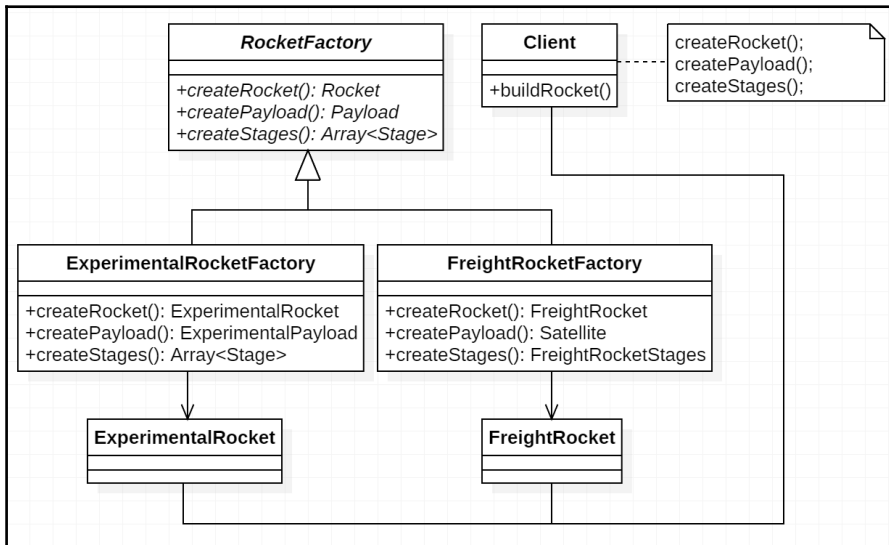 RocketFactory
+createRocket(): Rocket
+createPayload(): Payload
+createStages(): Array<Stage>
Client
+buildRocket()
createRocket();
createPayload();
createStages();
ExperimentalRocketFactory
+createRocket(): ExperimentalRocket
+createPayload(): ExperimentalPayload
+createStages(): Array<Stage>
FreightRocketFactory
+createRocket(): FreightRocket
+createPayload(): Satellite
+createStages(): FreightRocketStages
ExperimentalRocket
FreightRocket